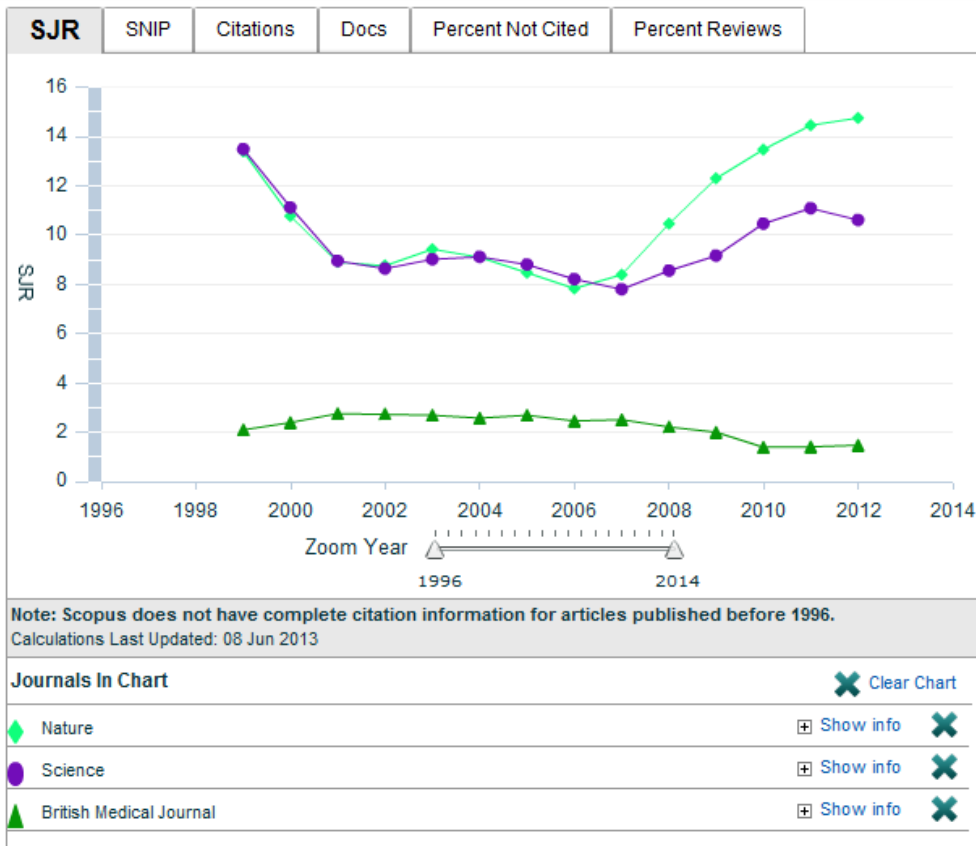 SJR SNIP Citations Docs Percent Not Cited Percent Reviews
16
14
12
10
8
6
4
2
0
SJR
1996 1998 2000 2002 2004 2006 2008 2010 2012 2014
Zoom Year
1996 2014
Note: Scopus does not have complete citation information for articles published before 1996.
Calculations Last Updated: 08 Jun 2013
Journals In Chart Clear Chart
Nature Show info
Science Show info
British Medical Journal Show info